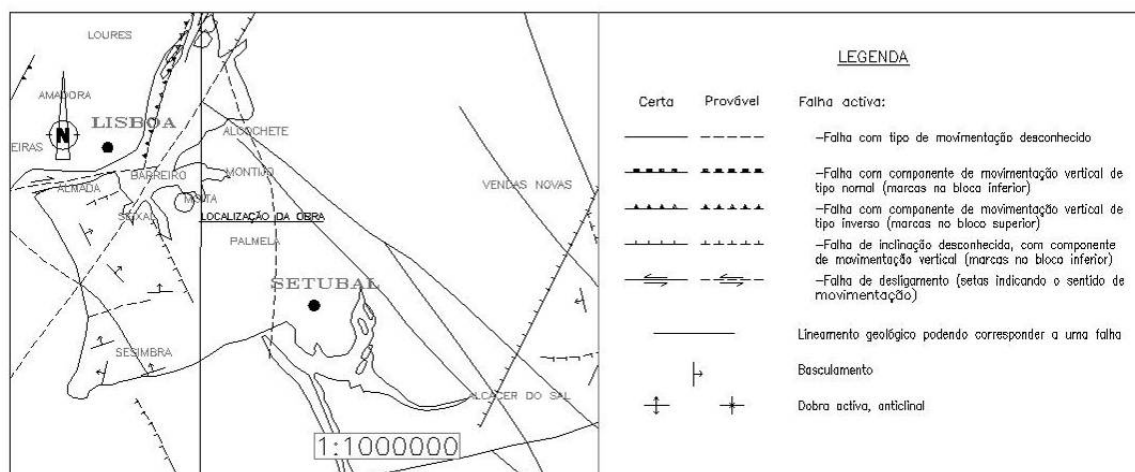 LOURES
AMADORA
N
LISBOA
EIRAS
ALCOCHETE
BARREIRO
MONTIJO
ALMADA
VENDAS NOVAS
MOITA
SEIXAL
LOCALIZAÇÃO DA OBRA
PALMELA
SETUBAL
SESIMBRA
ALCACER DO SAL
1:1000000
LEGENDA
Certa Provável Falha activa:
—Falha com tipo de movimentação desconhecido
—Falha com componente de movimentação vertical de
tipo normal (marcas na bloca inferior)
—Falha com componente de movimentação vertical de
tipo inverso (marcas no bloco superior)
—Falha de inclinação desconhecida, com componente
de movimentação vertical (marcas no bloca inferior)
—Falha de desligamento (setas indicando o sentido de
movimentação)
Lineamento geológico podendo corresponder a uma falha
Basculamento
Dobra activa, anticlinal